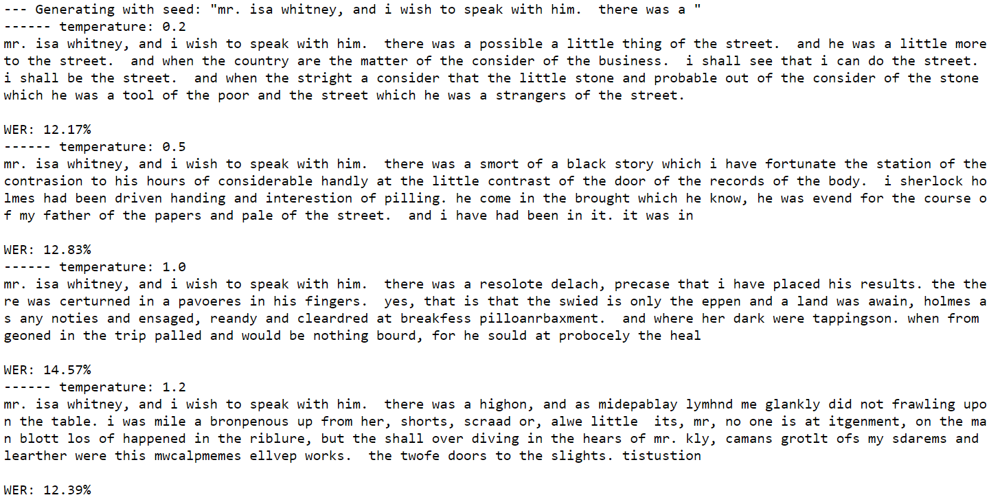 --- Generating with seed: "mr. isa whitney, and i wish to speak with him.  there was a "
------ temperature: 0.2
mr. isa whitney, and i wish to speak with him.  there was a possible a little thing of the street.  and he was a little more
to the street.  and when the country are the matter of the consider of the business.  i shall see that i can do the street.
i shall be the street.  and when the stright a consider that the little stone and probable out of the consider of the stone
which he was a tool of the poor and the street which he was a strangers of the street.
WER: 12.17%
------ temperature: 0.5
mr. isa whitney, and i wish to speak with him.  there was a smort of a black story which i have fortunate the station of the
contrasion to his hours of considerable handly at the little contrast of the door of the records of the body.  i sherlock ho
lmes had been driven handing and interestion of pilling. he come in the brought which he know, he was evend for the course o
f my father of the papers and pale of the street.  and i have had been in it. it was in
WER: 12.83%
------ temperature: 1.0
mr. isa whitney, and i wish to speak with him.  there was a resolote delach, precase that i have placed his results. the the
re was certurned in a pavoeres in his fingers.  yes, that is that the swied is only the eppen and a land was awain, holmes a
s any noties and ensaged, reandy and cleardred at breakfess pilloanrbaxment.  and where her dark were tappingson. when from
geoned in the trip palled and would be nothing bourd, for he sould at probocely the heal
WER: 14.57%
------ temperature: 1.2
mr. isa whitney, and i wish to speak with him.  there was a highon, and as midepablay lymhnd me glankly did not frawling upo
n the table. i was mile a bronpenous up from her, shorts, scraad or, alwe little  its, mr, no one is at itgenment, on the ma
n blott los of happened in the riblure, but the shall over diving in the hears of mr. kly, camans grotlt ofs my sdarems and
learther were this mwcalpmemes ellvep works.  the twofe doors to the slights. tistustion
WER: 12.39%